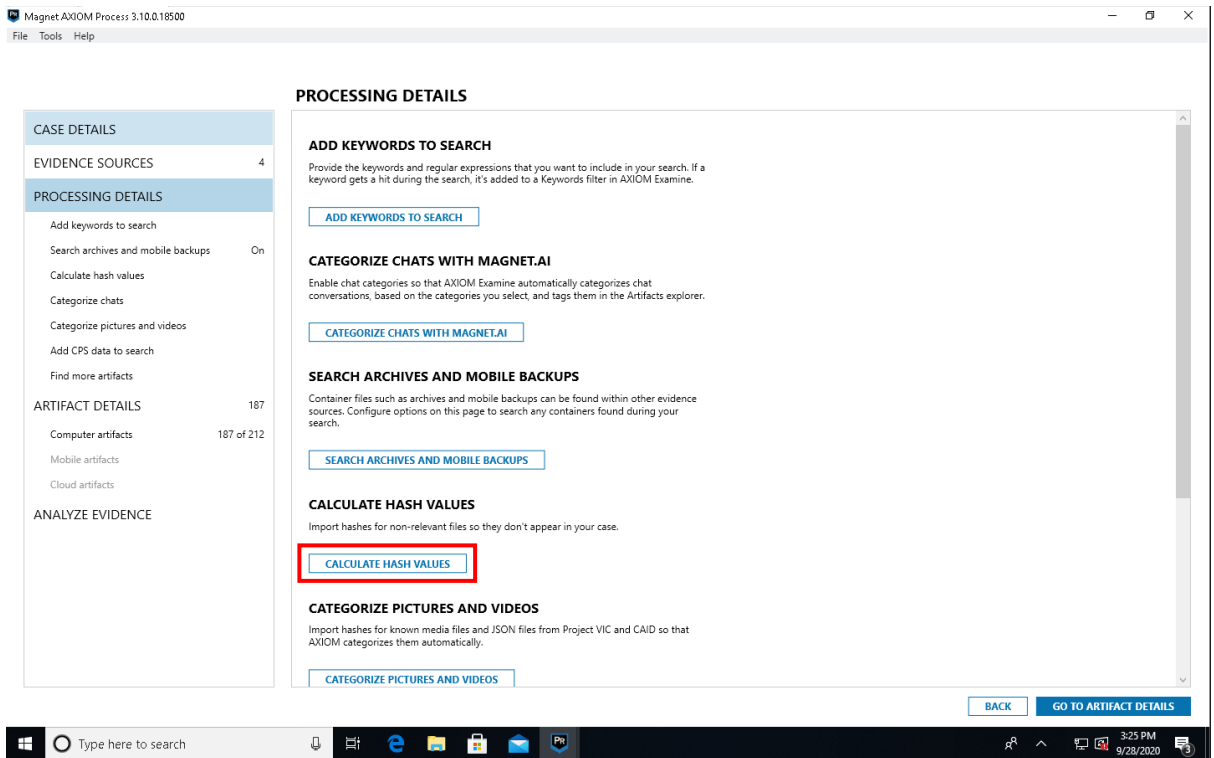 Magnet AXIOM Process 3.10.0.18500
File Tools Help
PROCESSING DETAILS
CASE DETAILS
EVIDENCE SOURCES 4
PROCESSING DETAILS
Add keywords to search
Search archives and mobile backups On
Calculate hash values
Categorize chats
Categorize pictures and videos
Add CPS data to search
Find more artifacts
ARTIFACT DETAILS 187
Computer artifacts 187 of 212
Mobile artifacts
Cloud artifacts
ANALYZE EVIDENCE
ADD KEYWORDS TO SEARCH
Provide the keywords and regular expressions that you want to include in your search. If a
keyword gets a hit during the search, it's added to a Keywords filter in AXIOM Examine.
ADD KEYWORDS TO SEARCH
CATEGORIZE CHATS WITH MAGNET.AI
Enable chat categories so that AXIOM Examine automatically categorizes chat
conversations, based on the categories you select, and tags them in the Artifacts explorer.
CATEGORIZE CHATS WITH MAGNET.AI
SEARCH ARCHIVES AND MOBILE BACKUPS
Container files such as archives and mobile backups can be found within other evidence
sources. Configure options on this page to search any containers found during your
search.
SEARCH ARCHIVES AND MOBILE BACKUPS
CALCULATE HASH VALUES
Import hashes for non-relevant files so they don't appear in your case.
CALCULATE HASH VALUES
CATEGORIZE PICTURES AND VIDEOS
Import hashes for known media files and JSON files from Project VIC and CAID so that
AXIOM categorizes them automatically.
CATEGORIZE PICTURES AND VIDEOS
BACK GO TO ARTIFACT DETAILS
Type here to search
PR
3:25 PM
9/28/2020
3